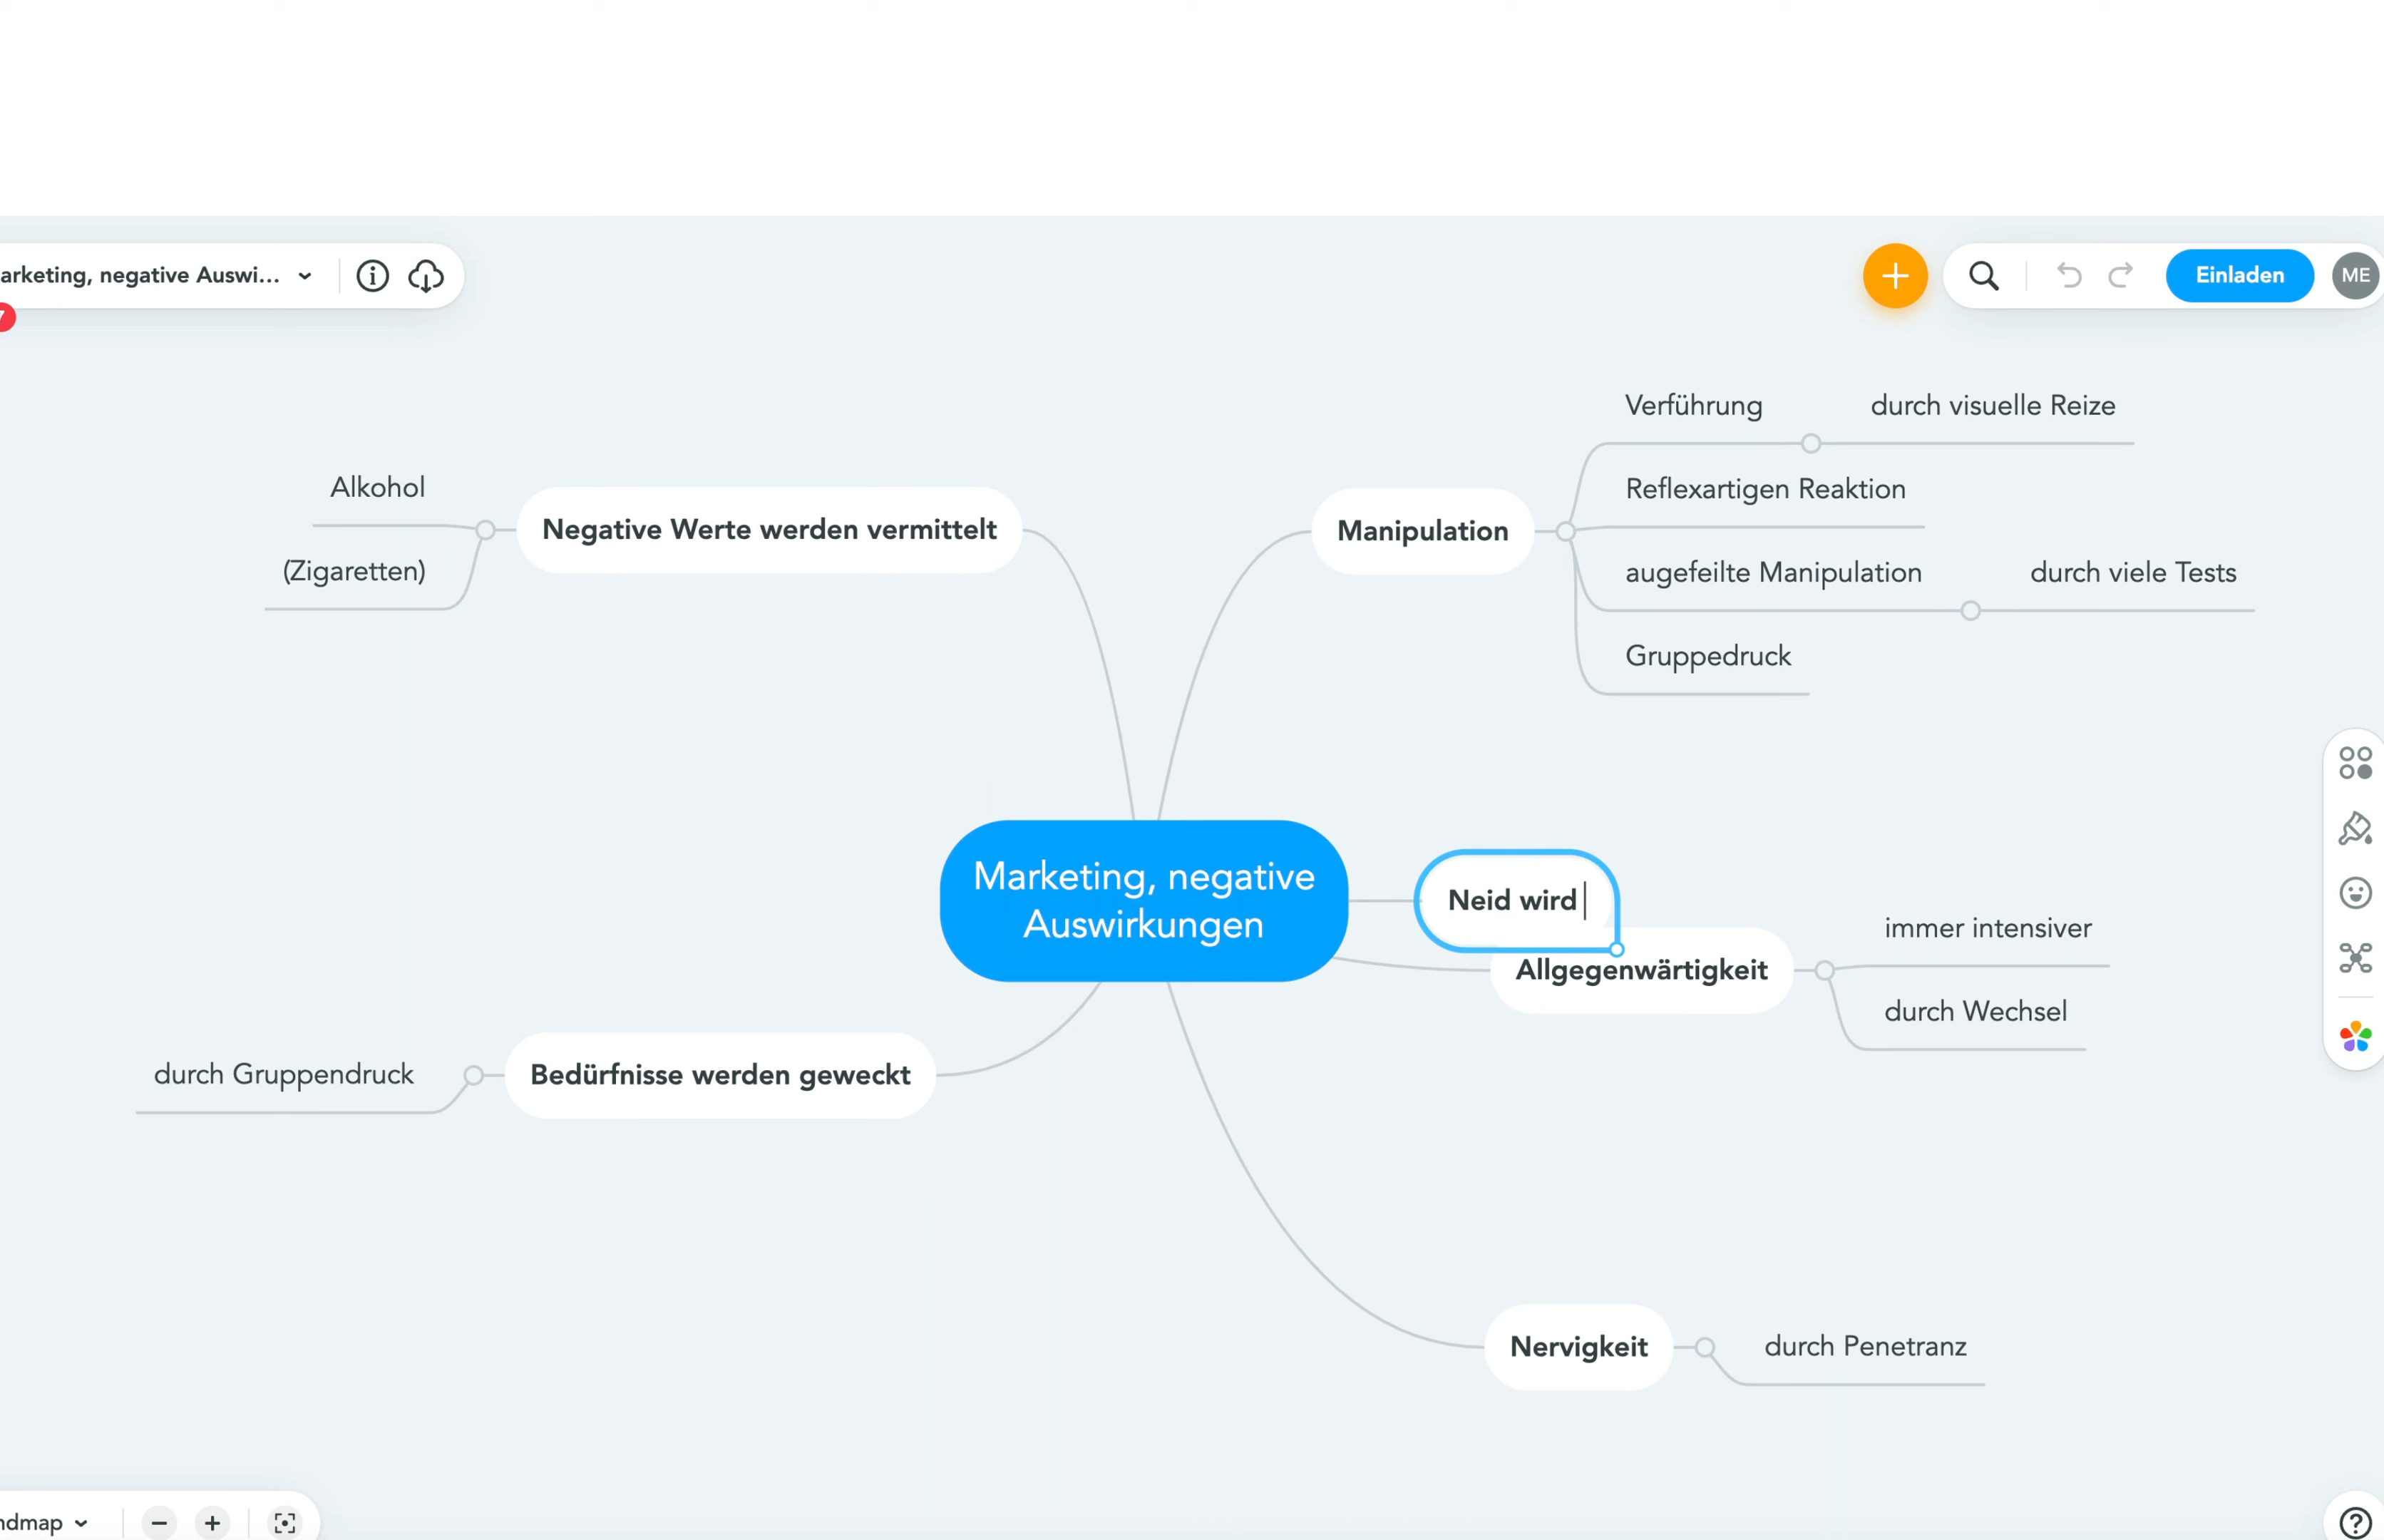 arketing, negative Auswi...
Einladen
ME
Verführung
durch visuelle Reize
Alkohol
Negative Werte werden vermittelt
Manipulation
Reflexartigen Reaktion
(Zigaretten)
augefeilte Manipulation
durch viele Tests
Gruppedruck
Marketing, negative
Auswirkungen
Neid wird
immer intensiver
Allgegenwärtigkeit
durch Wechsel
durch Gruppendruck
Bedürfnisse werden geweckt
Nervigkeit
durch Penetranz
ndmap